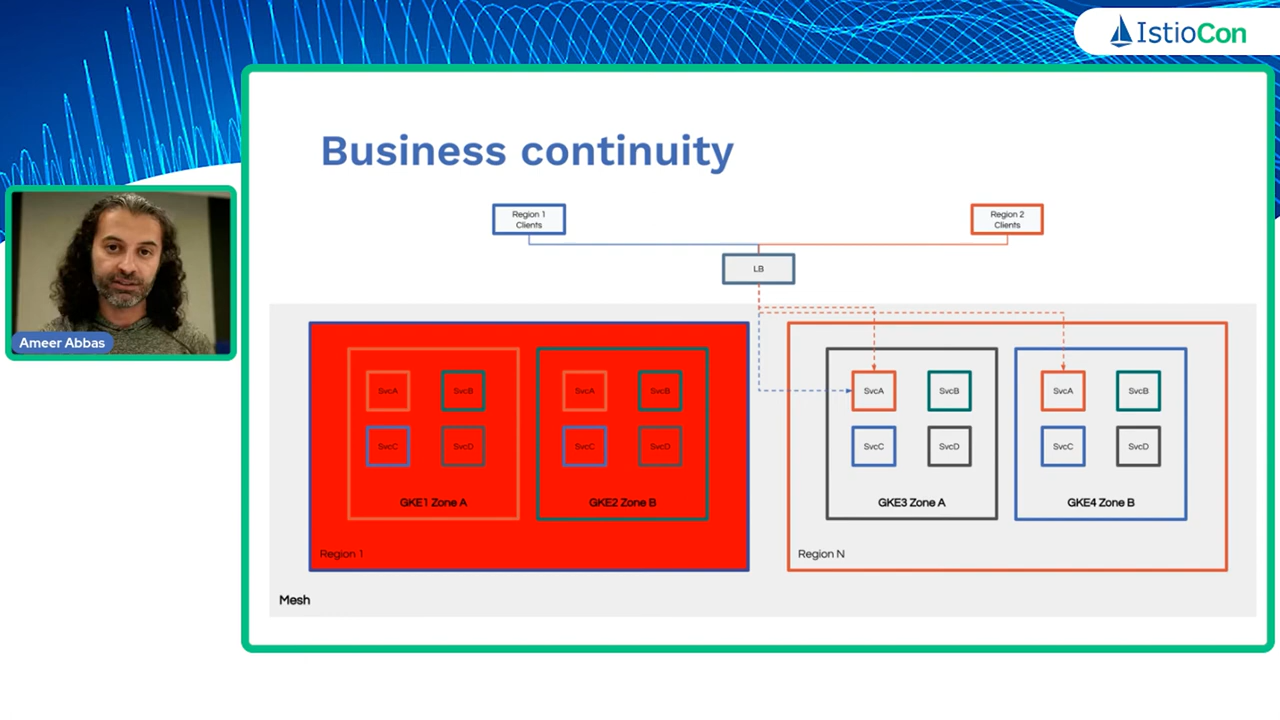 IstioCon
Business continuity
Region 1
Clients
Region 2
Clients
LB
Ameer Abbas
SvcA
SvcB
SvcC
SvcD
GKE1 Zone A
SvcA
SvcB
SvcC
SvcD
GKE2 Zone B
Region 1
SvcA
SvcB
SvcC
SvcD
GKE3 Zone A
SvcA
SvcB
SvcC
SvcD
GKE4 Zone B
Region N
Mesh